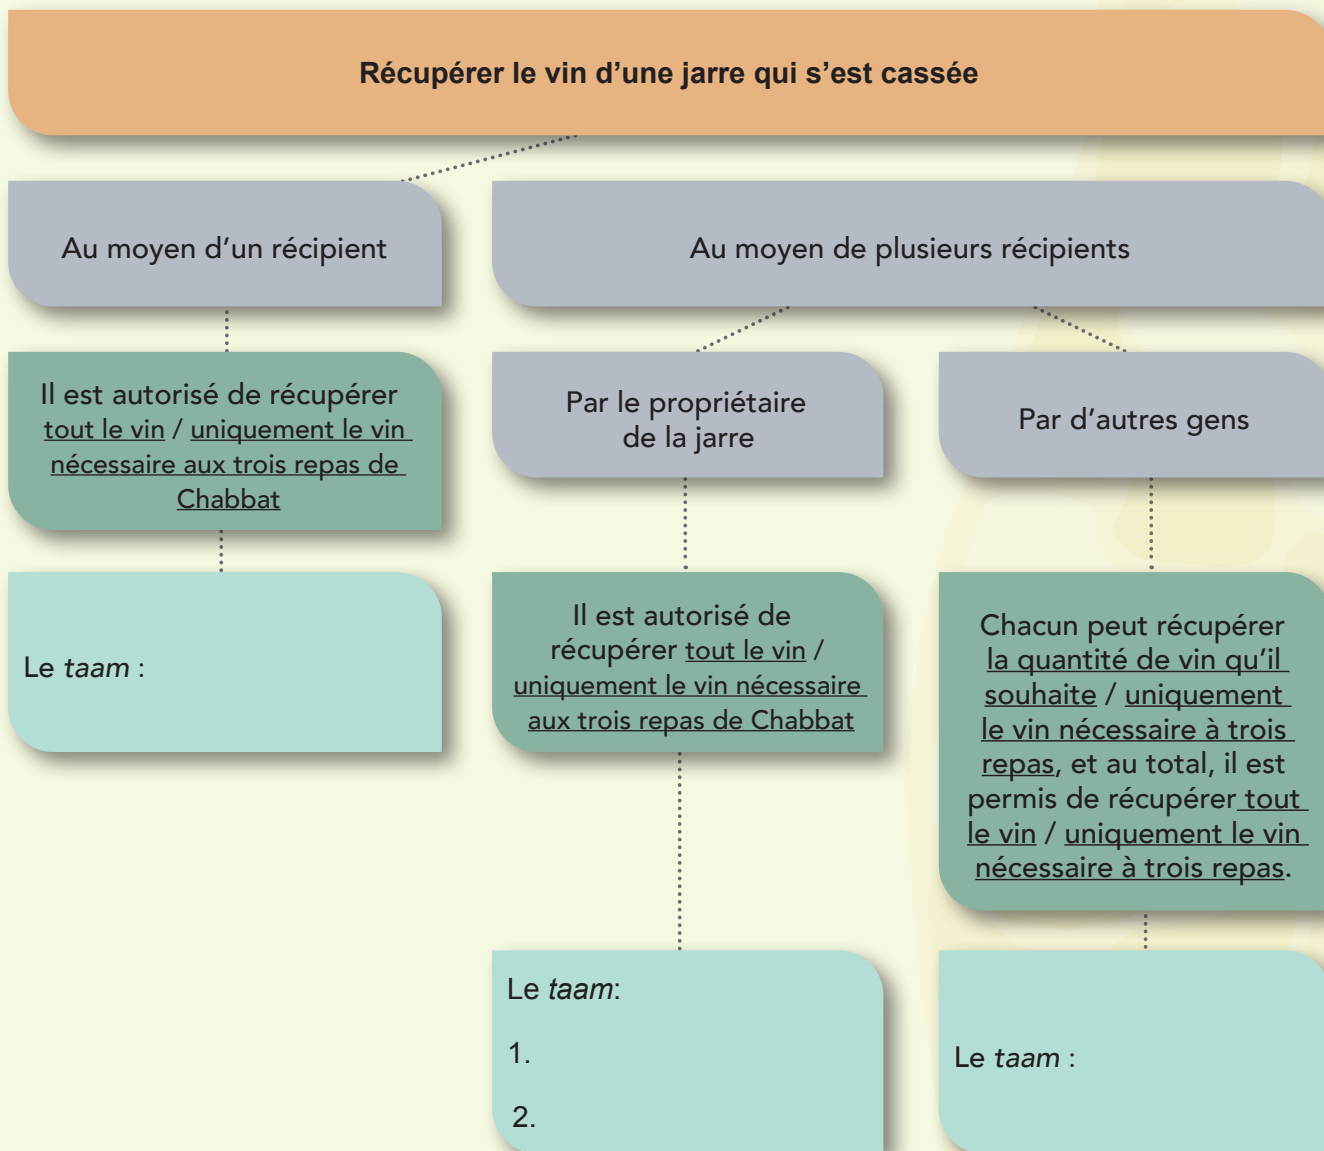 Récupérer le vin d’une jarre qui s’est cassée
Au moyen d’un récipient
Au moyen de plusieurs récipients
Il est autorisé de récupérer
tout le vin / uniquement le vin
nécessaire aux trois repas de
Chabbat
Par le propriétaire
de la jarre
Par d’autres gens
Le taam :
Il est autorisé de
récupérer tout le vin /
uniquement le vin nécessaire
aux trois repas de Chabbat
Chacun peut récupérer
la quantité de vin qu’il
souhaite / uniquement
le vin nécessaire à trois
repas, et au total, il est
permis de récupérer tout
le vin / uniquement le vin
nécessaire à trois repas.
Le taam:
1.
2.
Le taam :